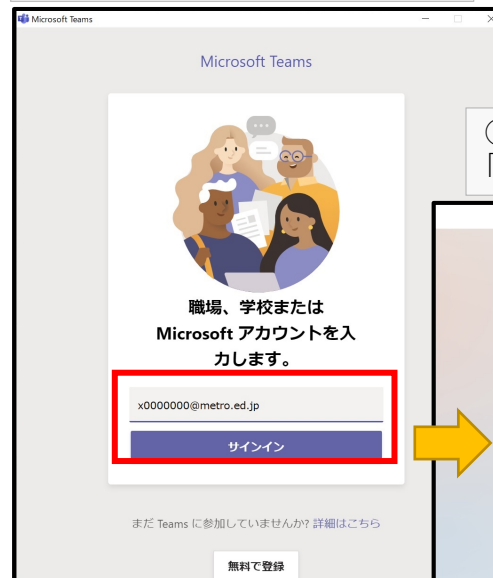 Microsoft Teams
Microsoft Teams
職場、学校または
Microsoft アカウントを入
力します。
x0000000@metro.ed.jp
サインイン
まだ Teams に参加していませんか? 詳細はこちら
無料で登録